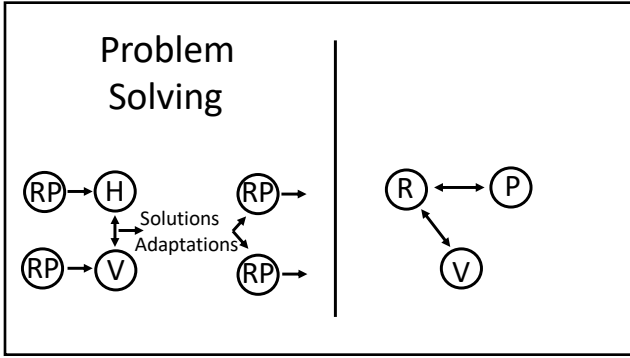 Problem
Solving
RP H RP
Solutions
Adaptations
RP V RP
R P
V